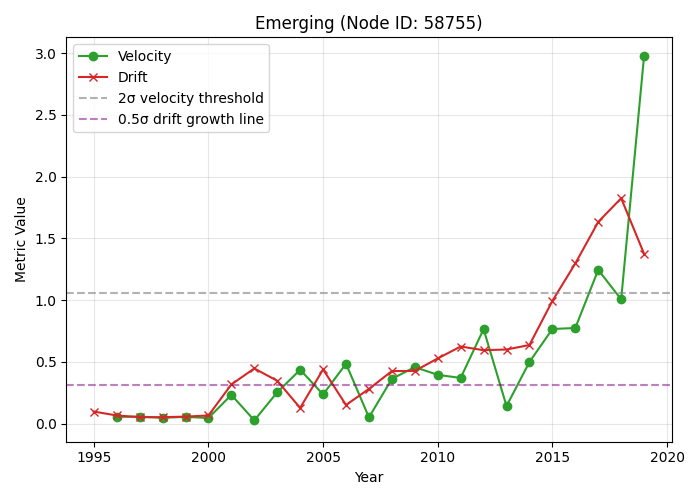 Emerging (Node ID: 58755)
Velocity
Drift
2σ velocity threshold
0.5σ drift growth line
Metric Value
3.0
2.5
2.0
1.5
1.0
0.5
0.0
1995 2000 2005 2010 2015 2020
Year